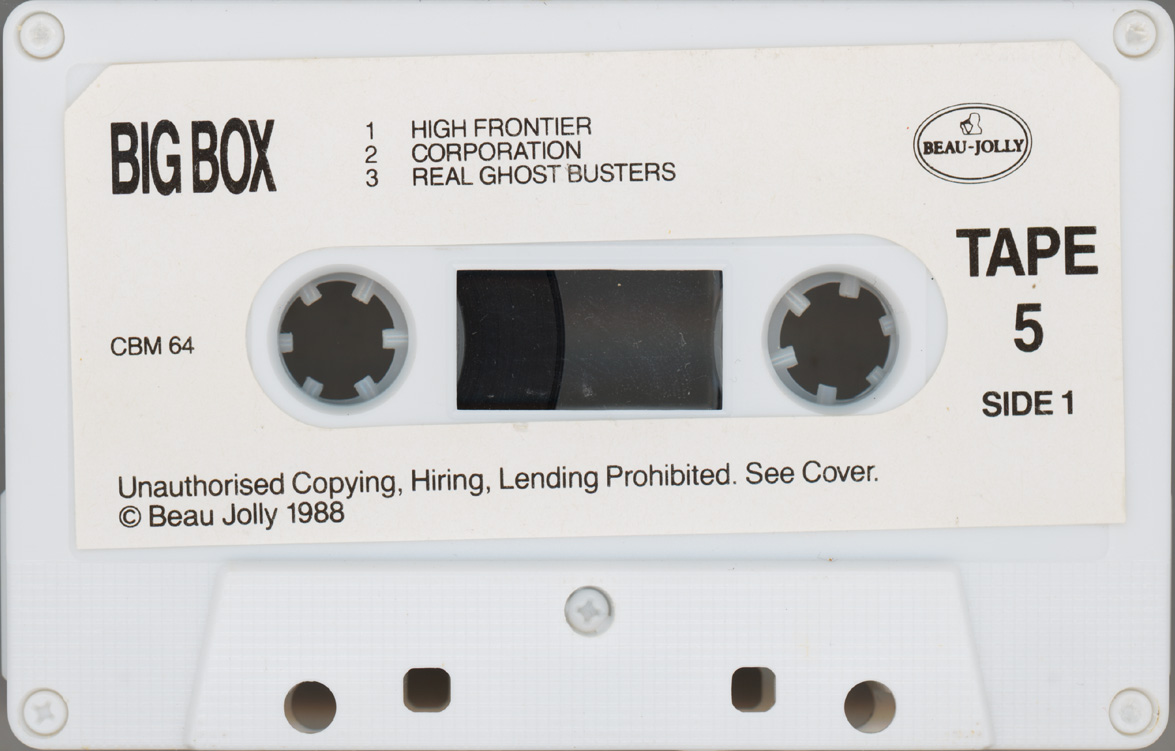 BIG BOX
1 HIGH FRONTIER
2 CORPORATION
3 REAL GHOST BUSTERS
BEAU-JOLLY
TAPE
5
SIDE 1
CBM 64
Unauthorised Copying, Hiring, Lending Prohibited. See Cover.
© Beau Jolly 1988